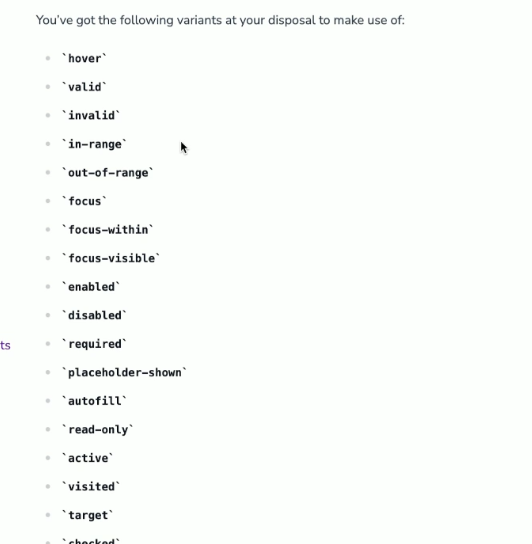 You've got the following variants at your disposal to make use of:
`hover`
`valid`
`invalid`
`in-range`
`out-of-range`
`focus`
`focus-within`
`focus-visible`
`enabled`
`disabled`
`required`
ts
`placeholder-shown`
`autofill`
`read-only`
`active`
`visited`
`target`
`checked`